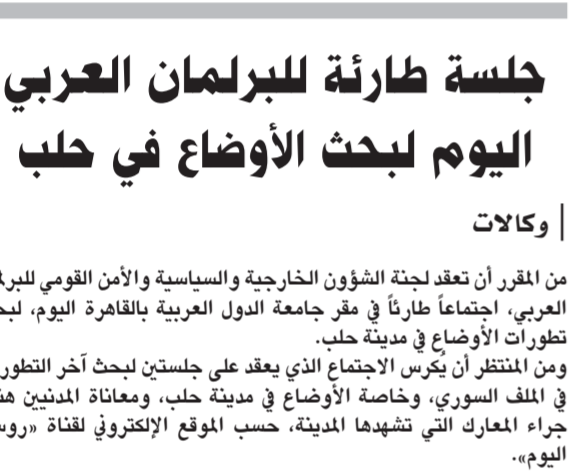 جلسة طارئة للبرلمان العربي
اليوم لبحث الأوضاع في حلب
وكالات
من المقرر أن تعقد لجنة الشؤون الخارجية والسياسية والأمن القومي
العربي، اجتماعاً طارئاً في مقر جامعة الدول العربية بالقاهرة اليوم،
تطورات الأوضاع في مدينة حلب.
ومن المنتظر أن يُكرس الاجتماع الذي يعقد على جلستين لبحث آخر
في الملف السوري، وخاصة الأوضاع في مدينة حلب، ومعاناة المدنيين
جراء المعارك التي تشهدها المدينة، حسب الموقع الإلكتروني لقناة
اليوم».